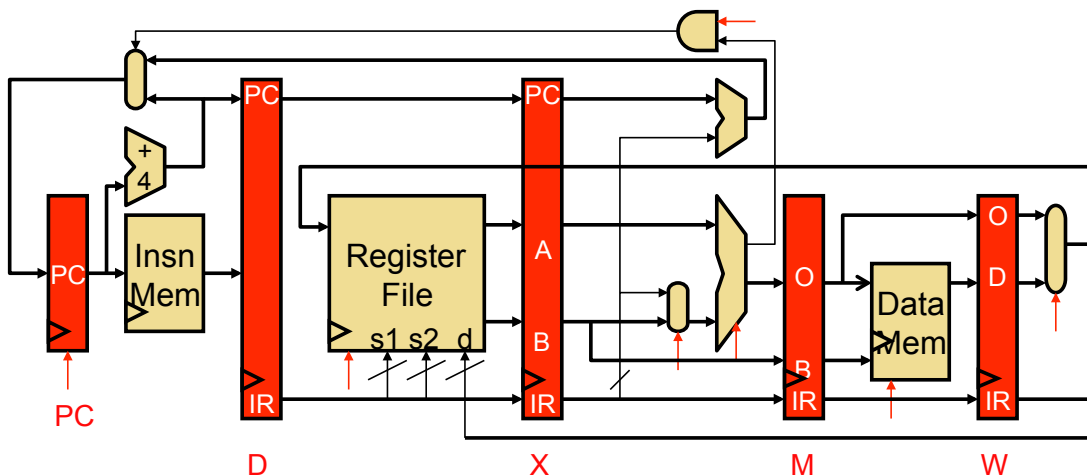 PC
PC
+
4
PC
Insn
Mem
Register
File
s1 s2 d
A
B
O
B
Data
Mem
O
D
IR
IR
IR
IR
PC
D
X
M
W